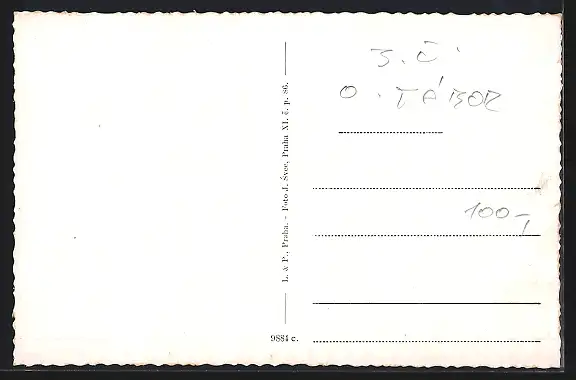 L. & P., Praha. - Foto J. Švec, Praha XI. č. p. 86.
9884 c.
J. Č.
O. TÁBOR
100,-